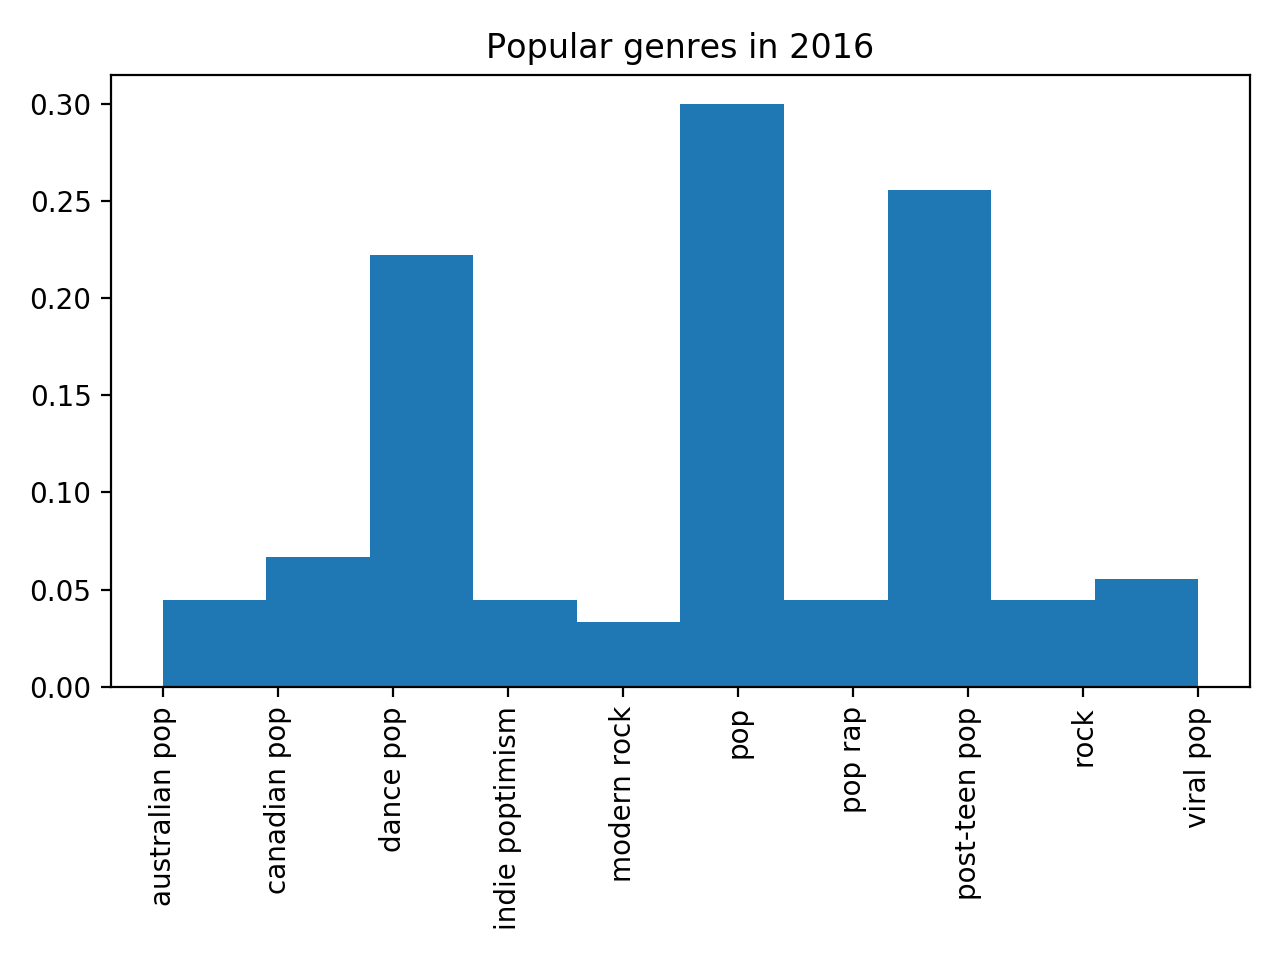 Popular genres in 2016
0.30
0.25
0.20
0.15
0.10
0.05
0.00
australian pop
canadian pop
dance pop
indie poptimism
modern rock
pop
pop rap
post-teen pop
rock
viral pop